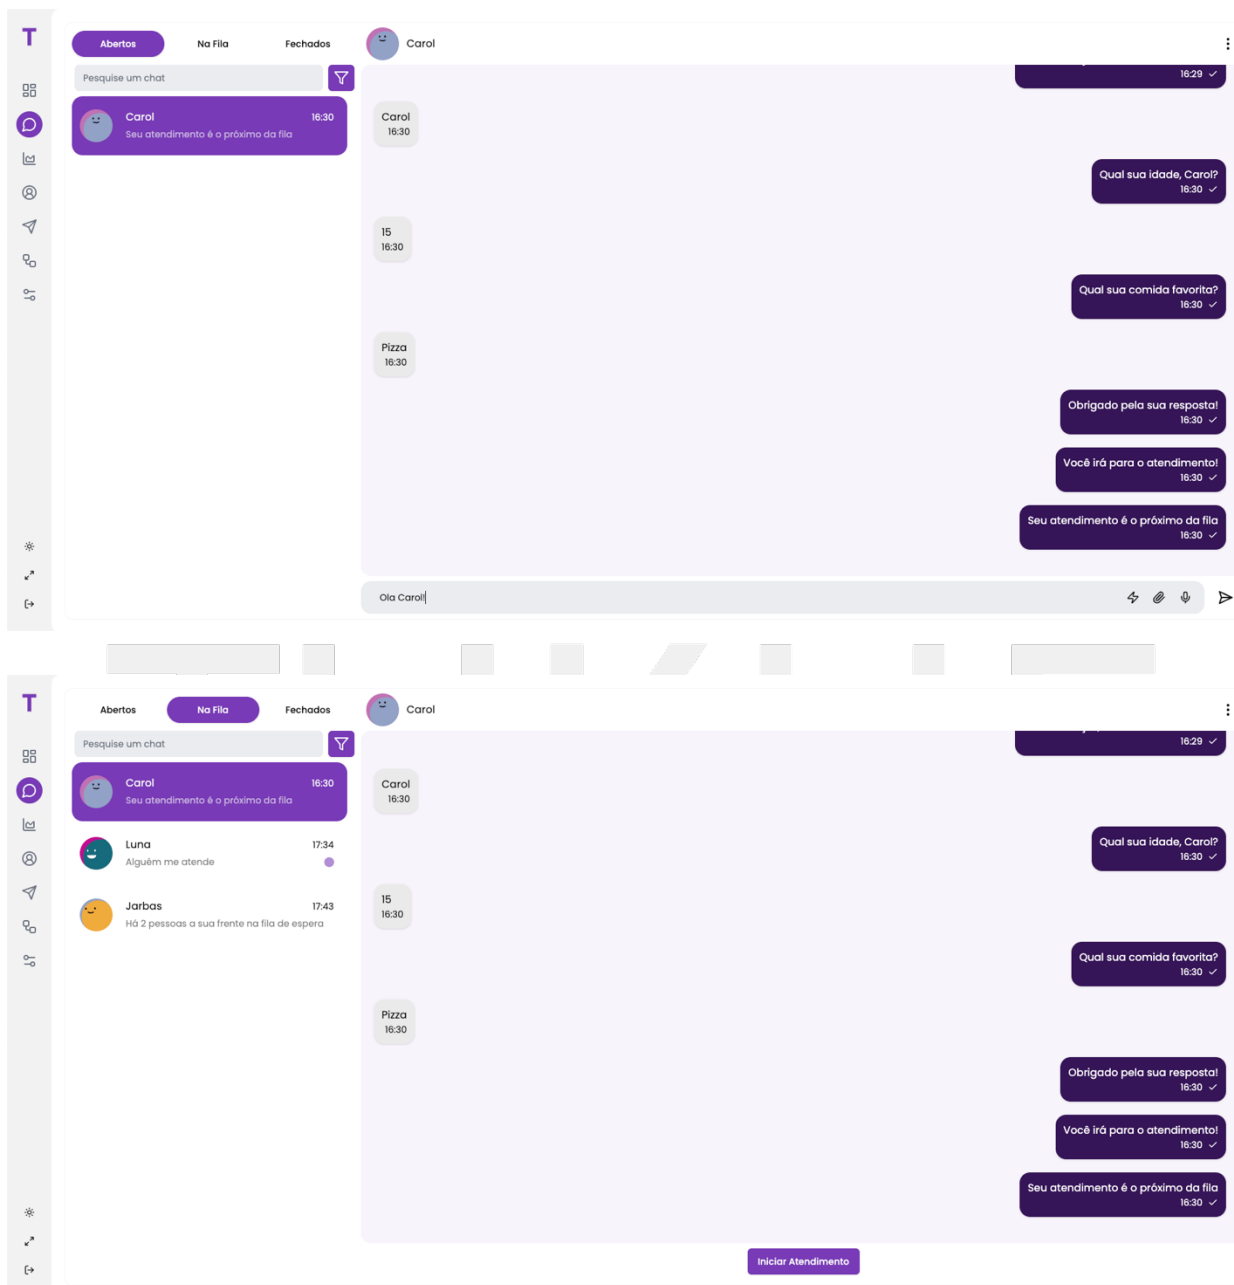 T
Abertos
Na Fila
Fechados
Carol
Pesquise um chat
Carol
16:30
Seu atendimento é o próximo da fila
16:29
Carol
16:30
Qual sua idade, Carol?
16:30
15
16:30
Qual sua comida favorita?
16:30
Pizza
16:30
Obrigado pela sua resposta!
16:30
Você irá para o atendimento!
16:30
Seu atendimento é o próximo da fila
16:30
Ola Carol!
T
Abertos
Na Fila
Fechados
Carol
Pesquise um chat
Carol
16:30
Seu atendimento é o próximo da fila
Luna
17:34
Alguém me atende
Jarbas
17:43
Há 2 pessoas a sua frente na fila de espera
16:29
Carol
16:30
Qual sua idade, Carol?
16:30
15
16:30
Qual sua comida favorita?
16:30
Pizza
16:30
Obrigado pela sua resposta!
16:30
Você irá para o atendimento!
16:30
Seu atendimento é o próximo da fila
16:30
Iniciar Atendimento